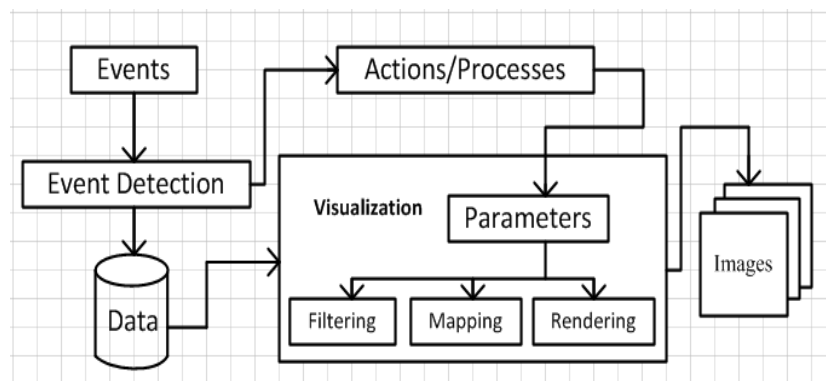 Events
Actions/Processes
Event Detection
Visualization
Parameters
Images
Data
Filtering
Mapping
Rendering